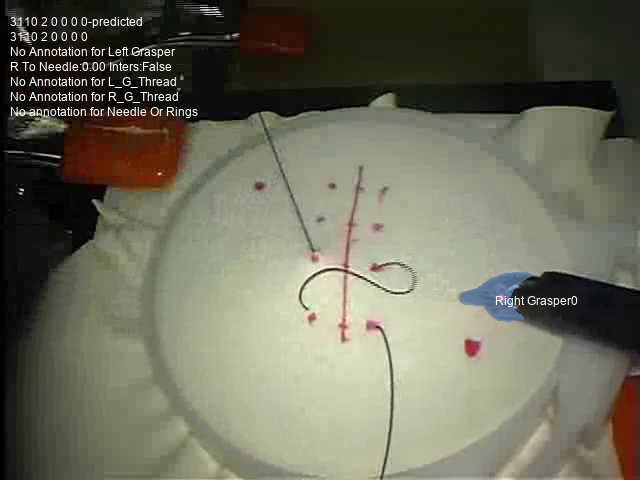 3110 2 0 0 0 0-predicted
3110 2 0 0 0 0
No Annotation for Left Grasper
R To Needle:0.00 Inters:False
No Annotation for L_G_Thread
No Annotation for R_G_Thread
No annotation for Needle Or Rings
Right Grasper0